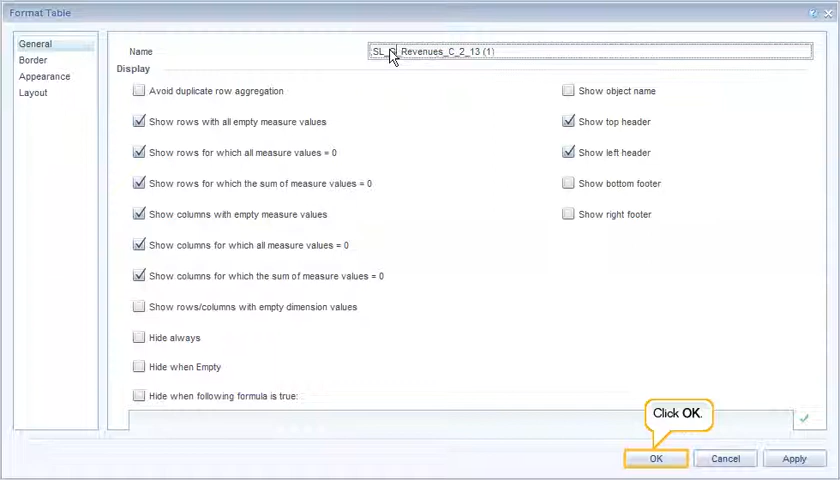 Format Table
General
Border
Appearance
Layout
Name
Revenues_C_2_13 (1)
Display
Avoid duplicate row aggregation
Show rows with all empty measure values
Show rows for which all measure values = 0
Show rows for which the sum of measure values = 0
Show columns with empty measure values
Show columns for which all measure values = 0
Show columns for which the sum of measure values = 0
Show rows/columns with empty dimension values
Hide always
Hide when Empty
Hide when following formula is true:
Show object name
Show top header
Show left header
Show bottom footer
Show right footer
Click OK.
OK
Cancel
Apply